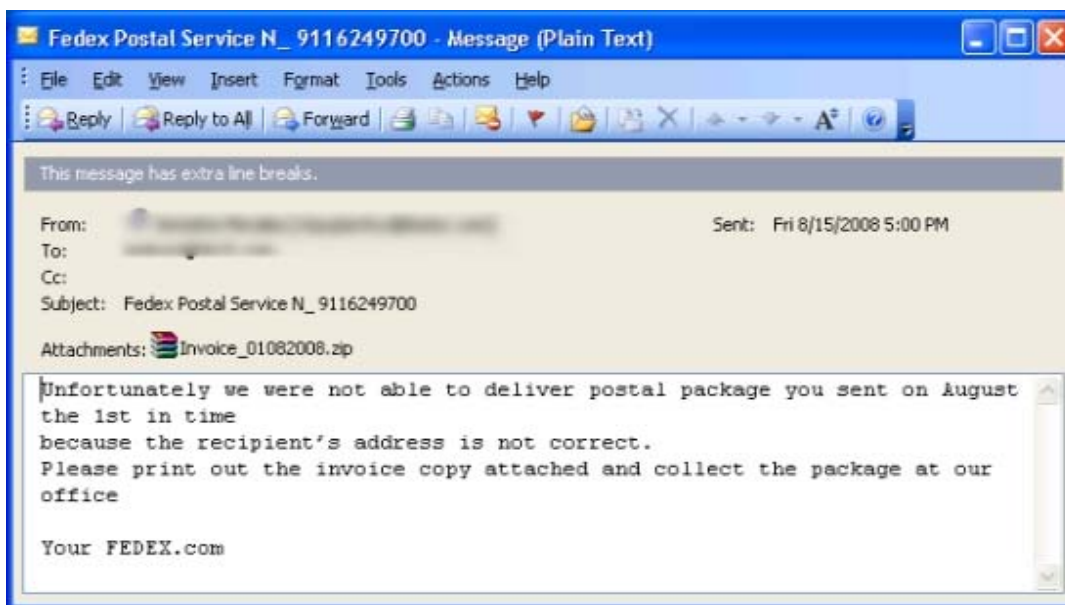 Fedex Postal Service N_ 9116249700 - Message (Plain Text)
File Edit View Insert Format Tools Actions Help
Reply Reply to All Forward A
This message has extra line breaks.
From: Sent: Fri 8/15/2008 5:00 PM
To:
Cc:
Subject: Fedex Postal Service N_ 9116249700
Attachments: Invoice_01082008.zip
Unfortunately we were not able to deliver postal package you sent on August
the 1st in time
because the recipient's address is not correct.
Please print out the invoice copy attached and collect the package at our
office
Your FEDEX.com